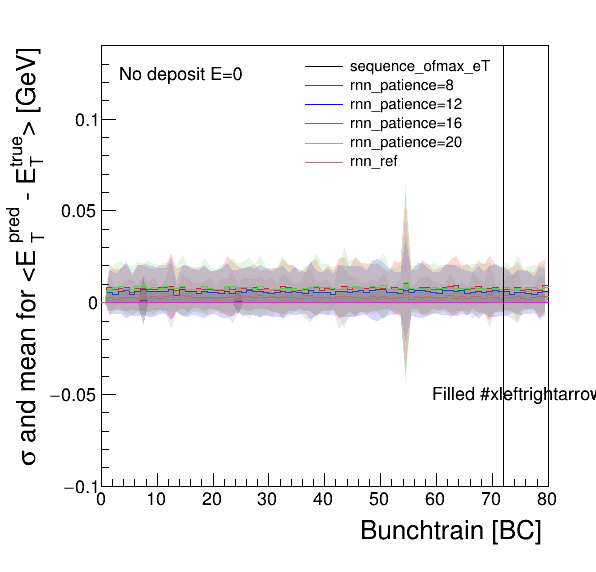 No deposit E=0
sequence_ofmax_eT
rnn_patience=8
rnn_patience=12
rnn_patience=16
rnn_patience=20
rnn_ref
σ and mean for <E_T^pred - E_T^true> [GeV]
0.1
0.05
0
−0.05
−0.1
Filled #xleftrightarrow
0 10 20 30 40 50 60 70 80
Bunchtrain [BC]